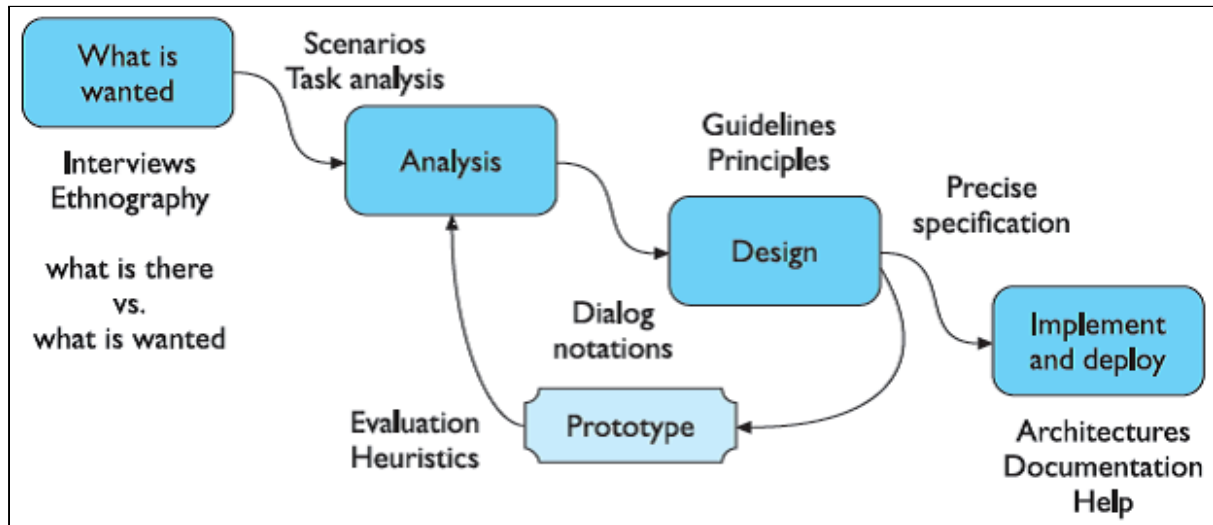 What is
wanted
Scenarios
Task analysis
Interviews
Ethnography
what is there
vs.
what is wanted
Analysis
Guidelines
Principles
Design
Precise
specification
Dialog
notations
Implement
and deploy
Evaluation
Heuristics
Prototype
Architectures
Documentation
Help